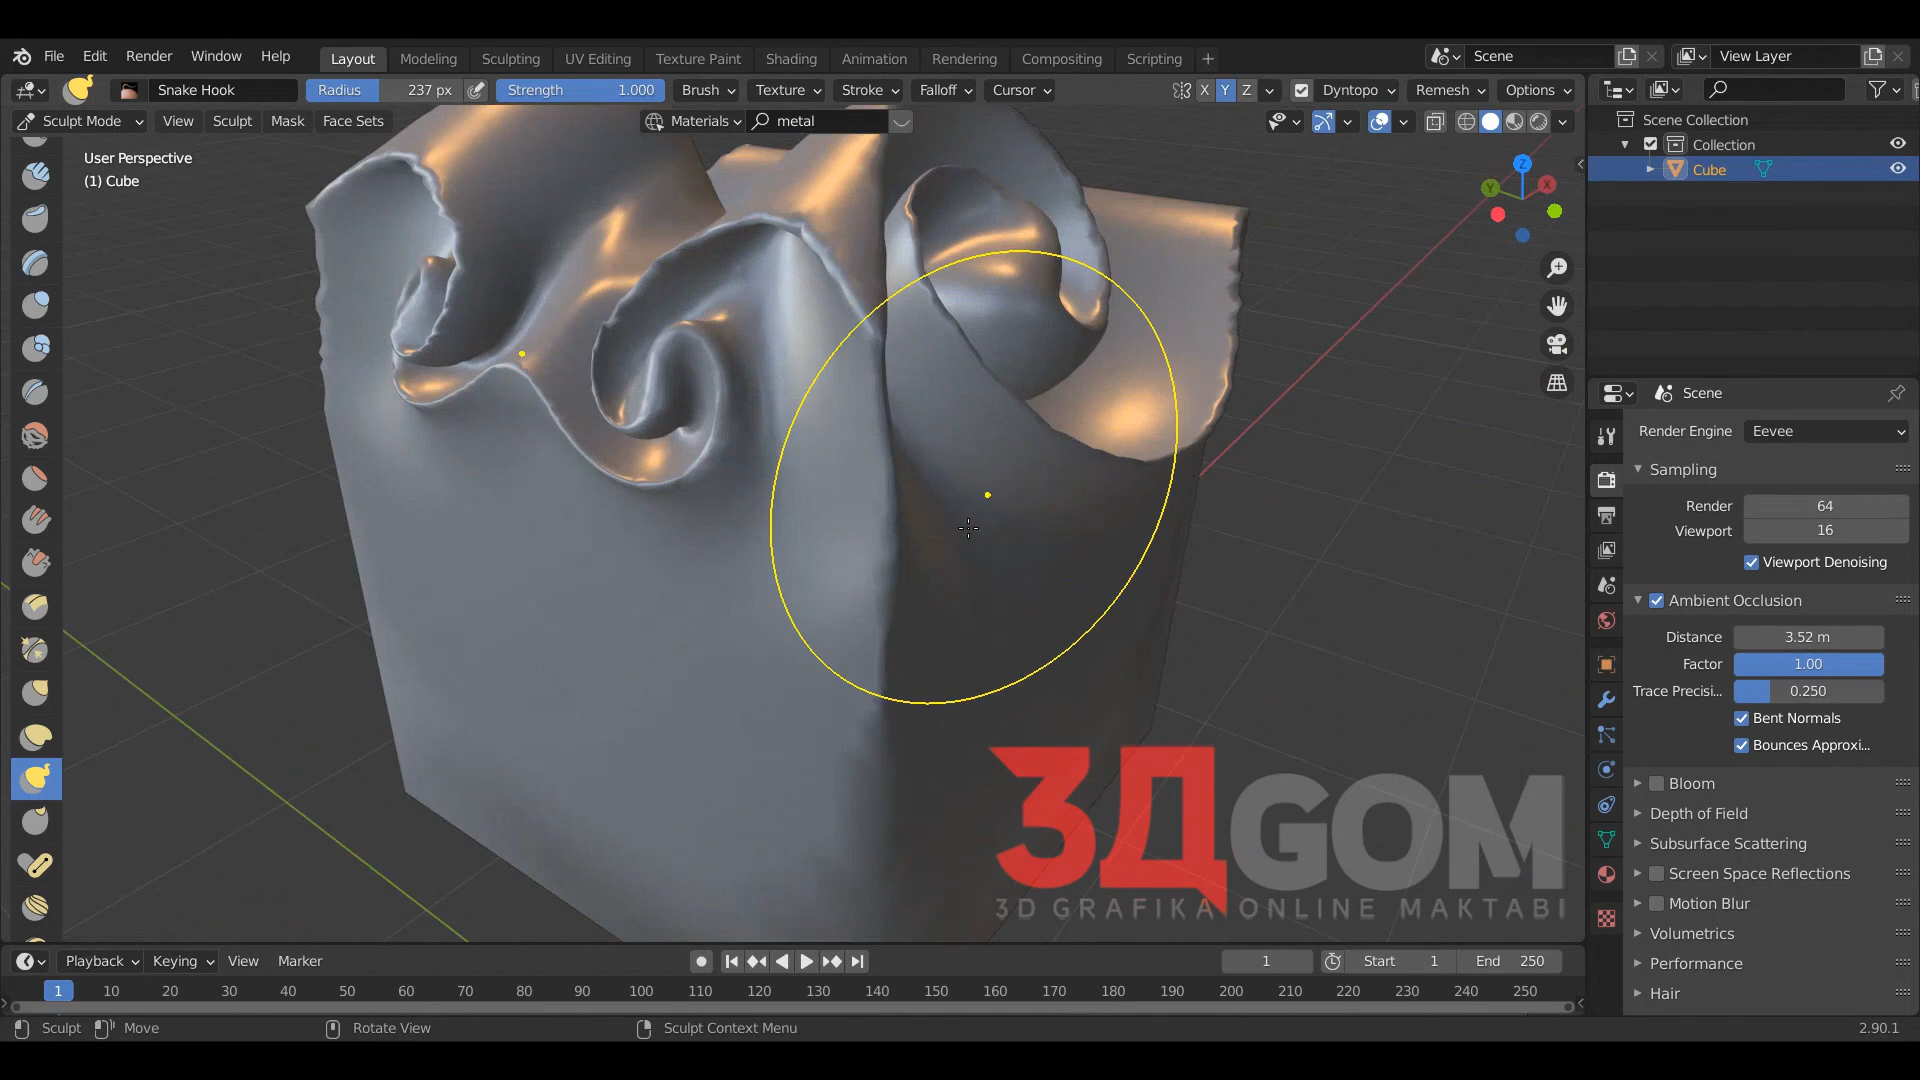 File Edit Render Window Help Layout Modeling Sculpting UV Editing Texture Paint Shading Animation Rendering Compositing Scripting + Scene View Layer
Snake Hook Radius 237 px Strength 1.000 Brush Texture Stroke Falloff Cursor X Y Z Dyntopo Remesh Options
Sculpt Mode View Sculpt Mask Face Sets Materials metal
User Perspective
(1) Cube
Z
Y
X
Scene Collection
Collection
Cube
Scene
Render Engine Eevee
Sampling
Render 64
Viewport 16
Viewport Denoising
Ambient Occlusion
Distance 3.52 m
Factor 1.00
Trace Precisi... 0.250
Bent Normals
Bounces Approxi...
Bloom
Depth of Field
Subsurface Scattering
Screen Space Reflections
Motion Blur
Volumetrics
Performance
Hair
3ДGOM
3D GRAFIKA ONLINE MAKTABI
Playback Keying View Marker 1 Start 1 End 250
1 10 20 30 40 50 60 70 80 90 100 110 120 130 140 150 160 170 180 190 200 210 220 230 240 250
Sculpt Move Rotate View Sculpt Context Menu 2.90.1